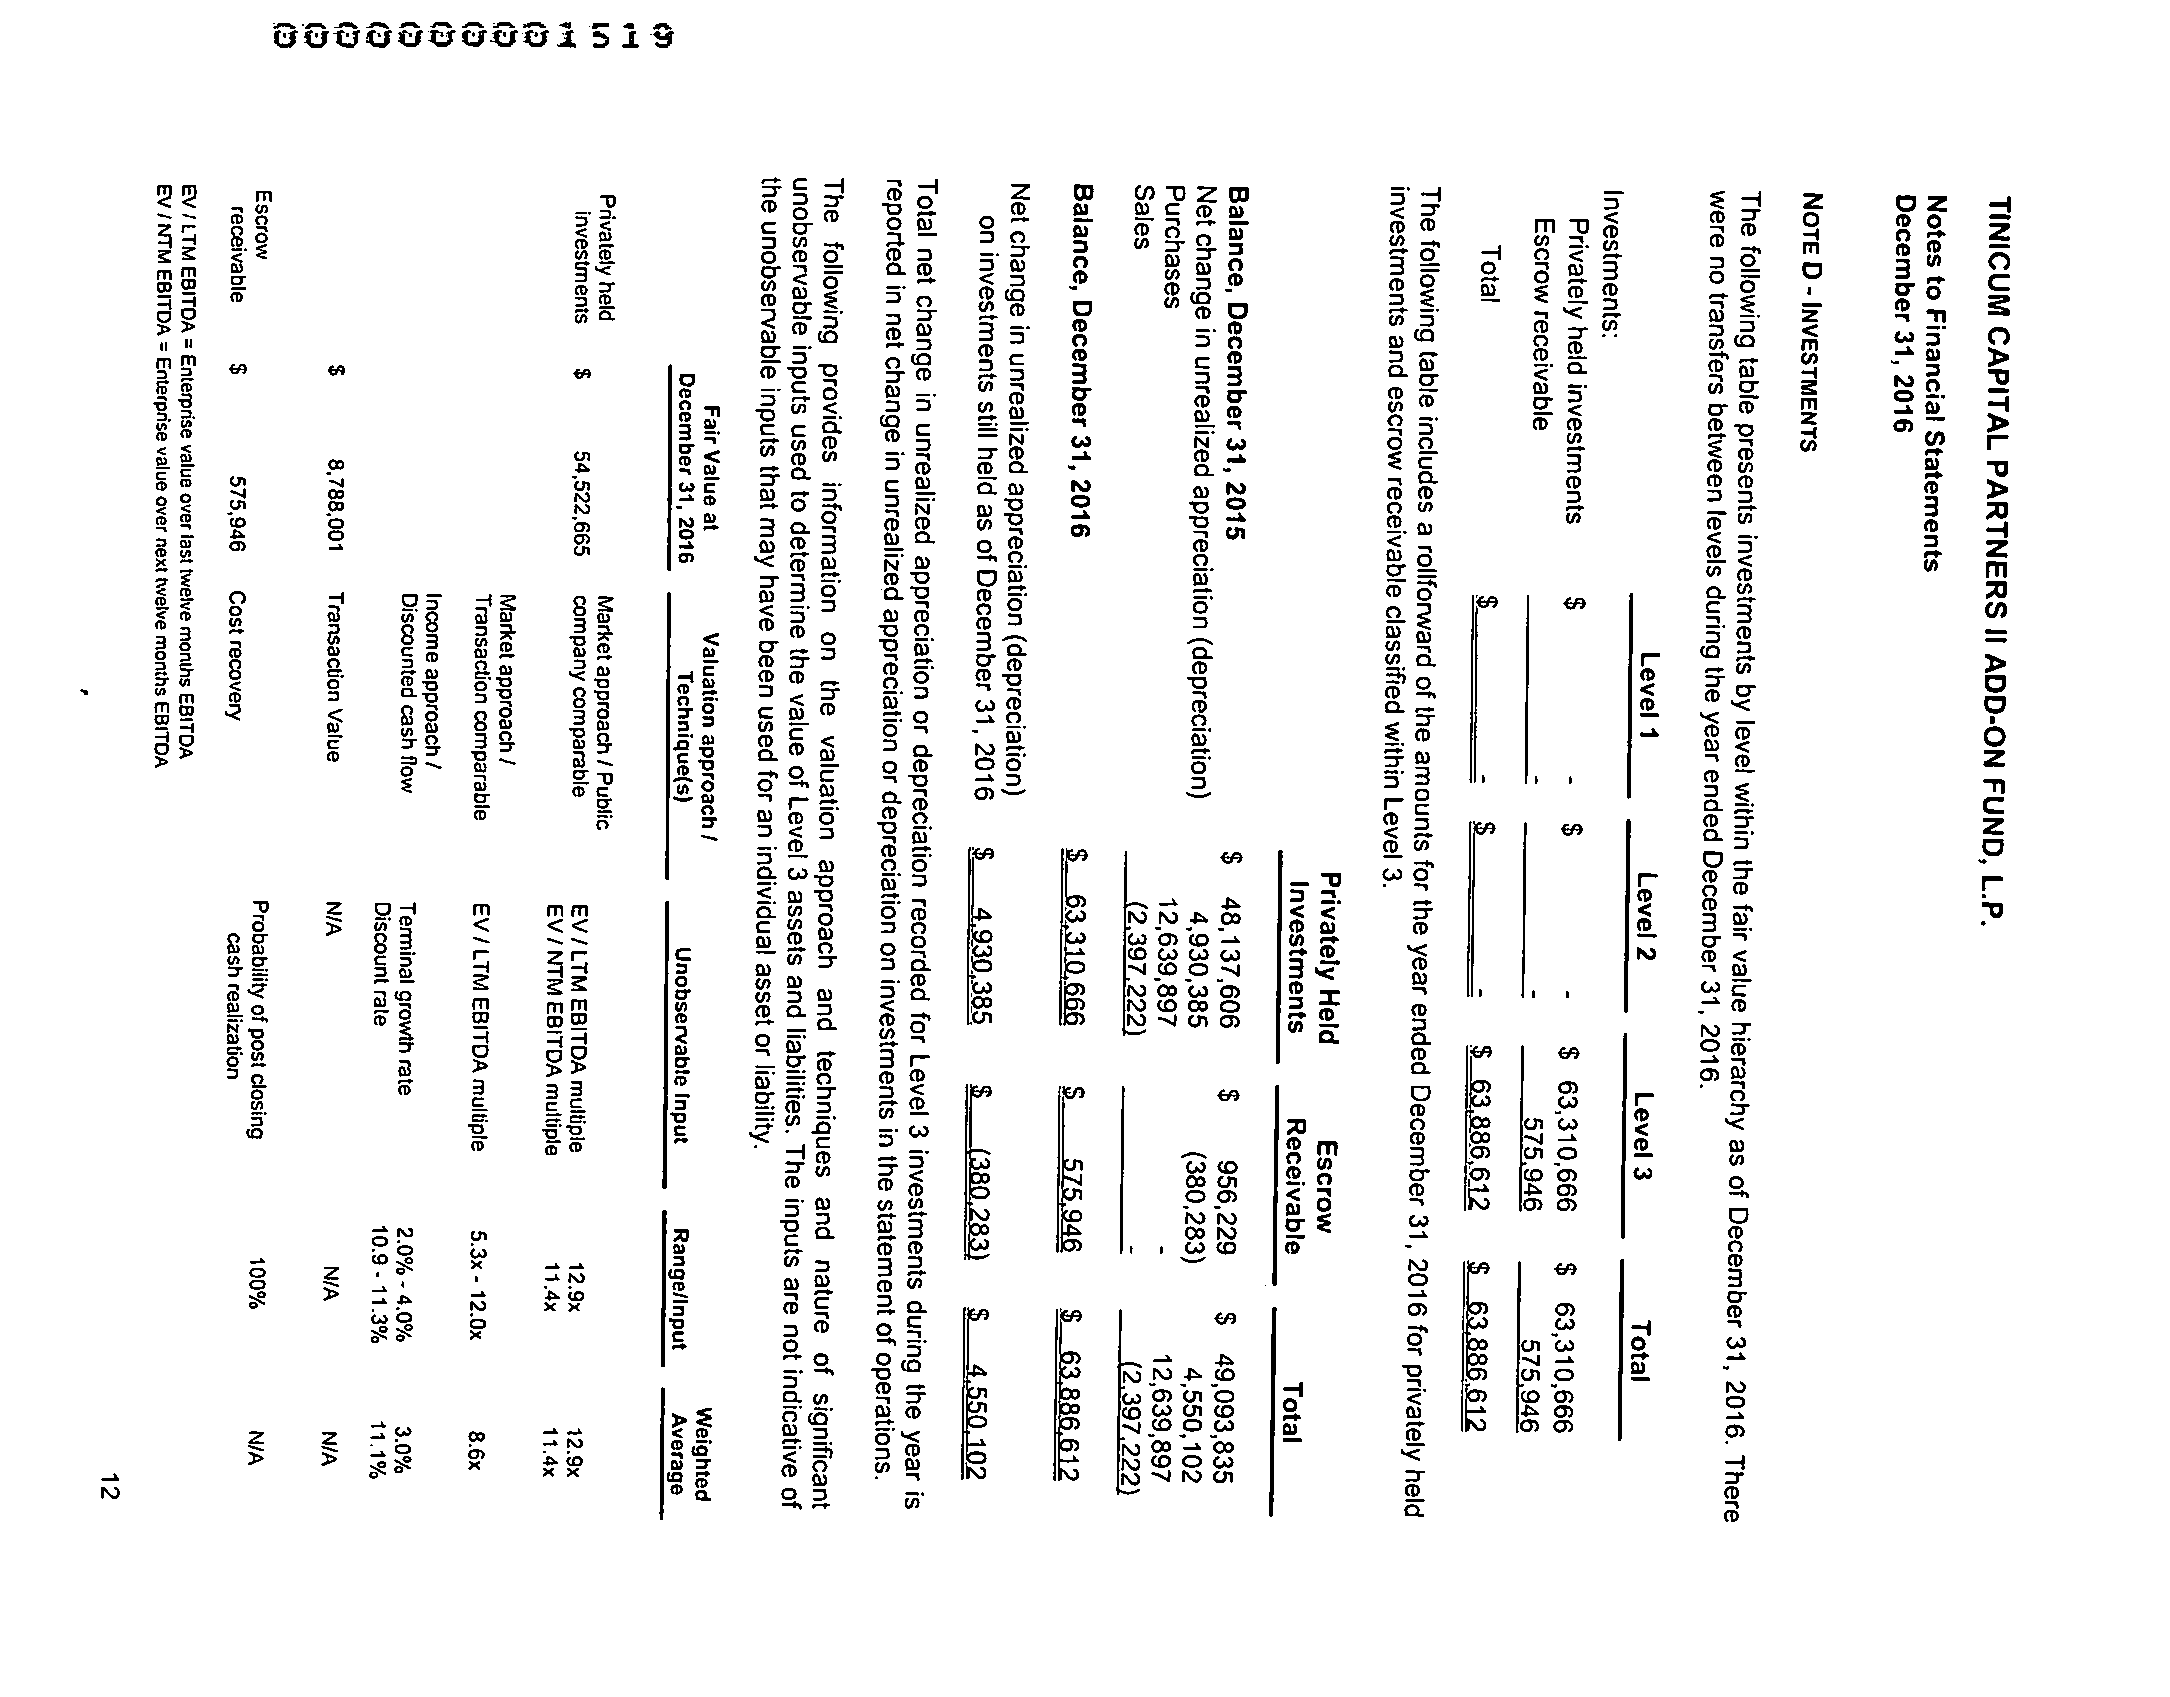 TINICUM CAPITAL PARTNERS II ADD-ON FUND, L.P.
Notes to Financial Statements
December 31, 2016
NOTE D - INVESTMENTS
The following table presents investments by level within the fair value hierarchy as of December 31, 2016. There
were no transfers between levels during the year ended December 31, 2016.
Level 1 Level 2 Level 3 Total
Investments:
Privately held investments $ - $ - $ 63,310,666 $ 63,310,666
Escrow receivable - - 575,946 575,946
Total $ - $ - $ 63,886,612 $ 63,886,612
The following table includes a rollforward of the amounts for the year ended December 31, 2016 for privately held
investments and escrow receivable classified within Level 3.
Privately Held Escrow
Investments Receivable Total
Balance, December 31, 2015 $ 48,137,606 $ 956,229 $ 49,093,835
Net change in unrealized appreciation (depreciation) 4,930,385 (380,283) 4,550,102
Purchases 12,639,897 - 12,639,897
Sales (2,397,222) - (2,397,222)
Balance, December 31, 2016 $ 63,310,666 $ 575,946 $ 63,886,612
Net change in unrealized appreciation (depreciation)
on investments still held as of December 31, 2016 $ 4,930,385 $ (380,283) $ 4,550,102
Total net change in unrealized appreciation or depreciation recorded for Level 3 investments during the year is
reported in net change in unrealized appreciation or depreciation on investments in the statement of operations.
The following provides information on the valuation approach and techniques and nature of significant
unobservable inputs used to determine the value of Level 3 assets and liabilities. The inputs are not indicative of
the unobservable inputs that may have been used for an individual asset or liability.
Fair Value at Valuation approach / Weighted
December 31, 2016 Technique(s) Unobservable Input Range/Input Average
Privately held Market approach / Public EV / LTM EBITDA multiple 12.9x 12.9x
investments $ 54,522,665 company comparable EV / NTM EBITDA multiple 11.4x 11.4x
Market approach /
Transaction comparable EV / LTM EBITDA multiple 5.3x - 12.0x 8.6x
Income approach / Terminal growth rate 2.0% - 4.0% 3.0%
Discounted cash flow Discount rate 10.9 - 11.3% 11.1%
$ 8,788,001 Transaction Value N/A N/A N/A
Escrow Probability of post closing 100% N/A
receivable $ 575,946 Cost recovery cash realization
EV / LTM EBITDA = Enterprise value over last twelve months EBITDA
EV / NTM EBITDA = Enterprise value over next twelve months EBITDA
12
0000000001519